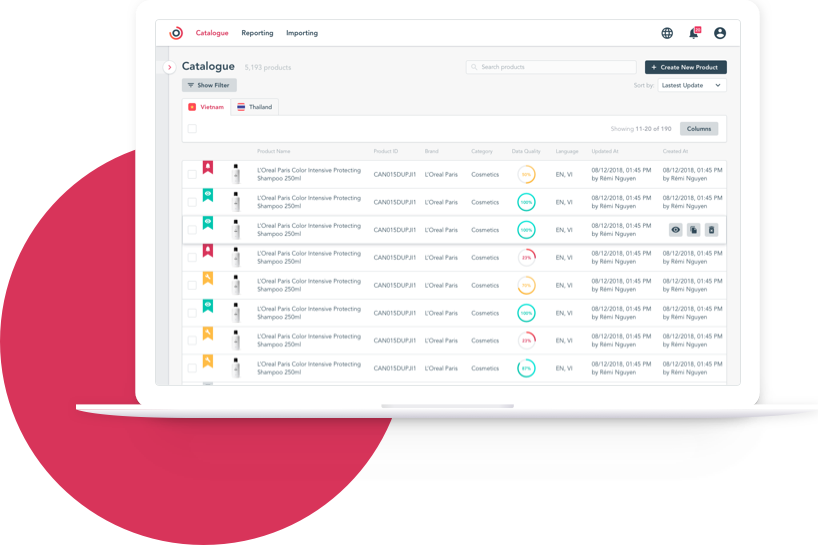 Catalogue Reporting Importing
Catalogue 5,193 products
Search products
+ Create New Product
Show Filter
Sort by: Lastest Update
Vietnam Thailand
Showing 11-20 of 190 Columns
Product Name Product ID Brand Category Data Quality Language Updated At Created At
L'Oreal Paris Color Intensive Protecting CAN015DUPJI1 L'Oreal Paris Cosmetics EN, VI 08/12/2018, 01:45 PM 08/12/2018, 01:45 PM
Shampoo 250ml by Rémi Nguyen by Rémi Nguyen
L'Oreal Paris Color Intensive Protecting CAN015DUPJI1 L'Oreal Paris Cosmetics 100% EN, VI 08/12/2018, 01:45 PM 08/12/2018, 01:45 PM
Shampoo 250ml by Rémi Nguyen by Rémi Nguyen
L'Oreal Paris Color Intensive Protecting CAN015DUPJI1 L'Oreal Paris Cosmetics 100% EN, VI 08/12/2018, 01:45 PM
Shampoo 250ml by Rémi Nguyen
L'Oreal Paris Color Intensive Protecting CAN015DUPJI1 L'Oreal Paris Cosmetics 23% EN, VI 08/12/2018, 01:45 PM 08/12/2018, 01:45 PM
Shampoo 250ml by Rémi Nguyen by Rémi Nguyen
L'Oreal Paris Color Intensive Protecting CAN015DUPJI1 L'Oreal Paris Cosmetics EN, VI 08/12/2018, 01:45 PM 08/12/2018, 01:45 PM
Shampoo 250ml by Rémi Nguyen by Rémi Nguyen
L'Oreal Paris Color Intensive Protecting CAN015DUPJI1 L'Oreal Paris Cosmetics 100% EN, VI 08/12/2018, 01:45 PM 08/12/2018, 01:45 PM
Shampoo 250ml by Rémi Nguyen by Rémi Nguyen
L'Oreal Paris Color Intensive Protecting CAN015DUPJI1 L'Oreal Paris Cosmetics 23% EN, VI 08/12/2018, 01:45 PM 08/12/2018, 01:45 PM
Shampoo 250ml by Rémi Nguyen by Rémi Nguyen
L'Oreal Paris Color Intensive Protecting CAN015DUPJI1 L'Oreal Paris Cosmetics 87% EN, VI 08/12/2018, 01:45 PM 08/12/2018, 01:45 PM
Shampoo 250ml by Rémi Nguyen by Rémi Nguyen